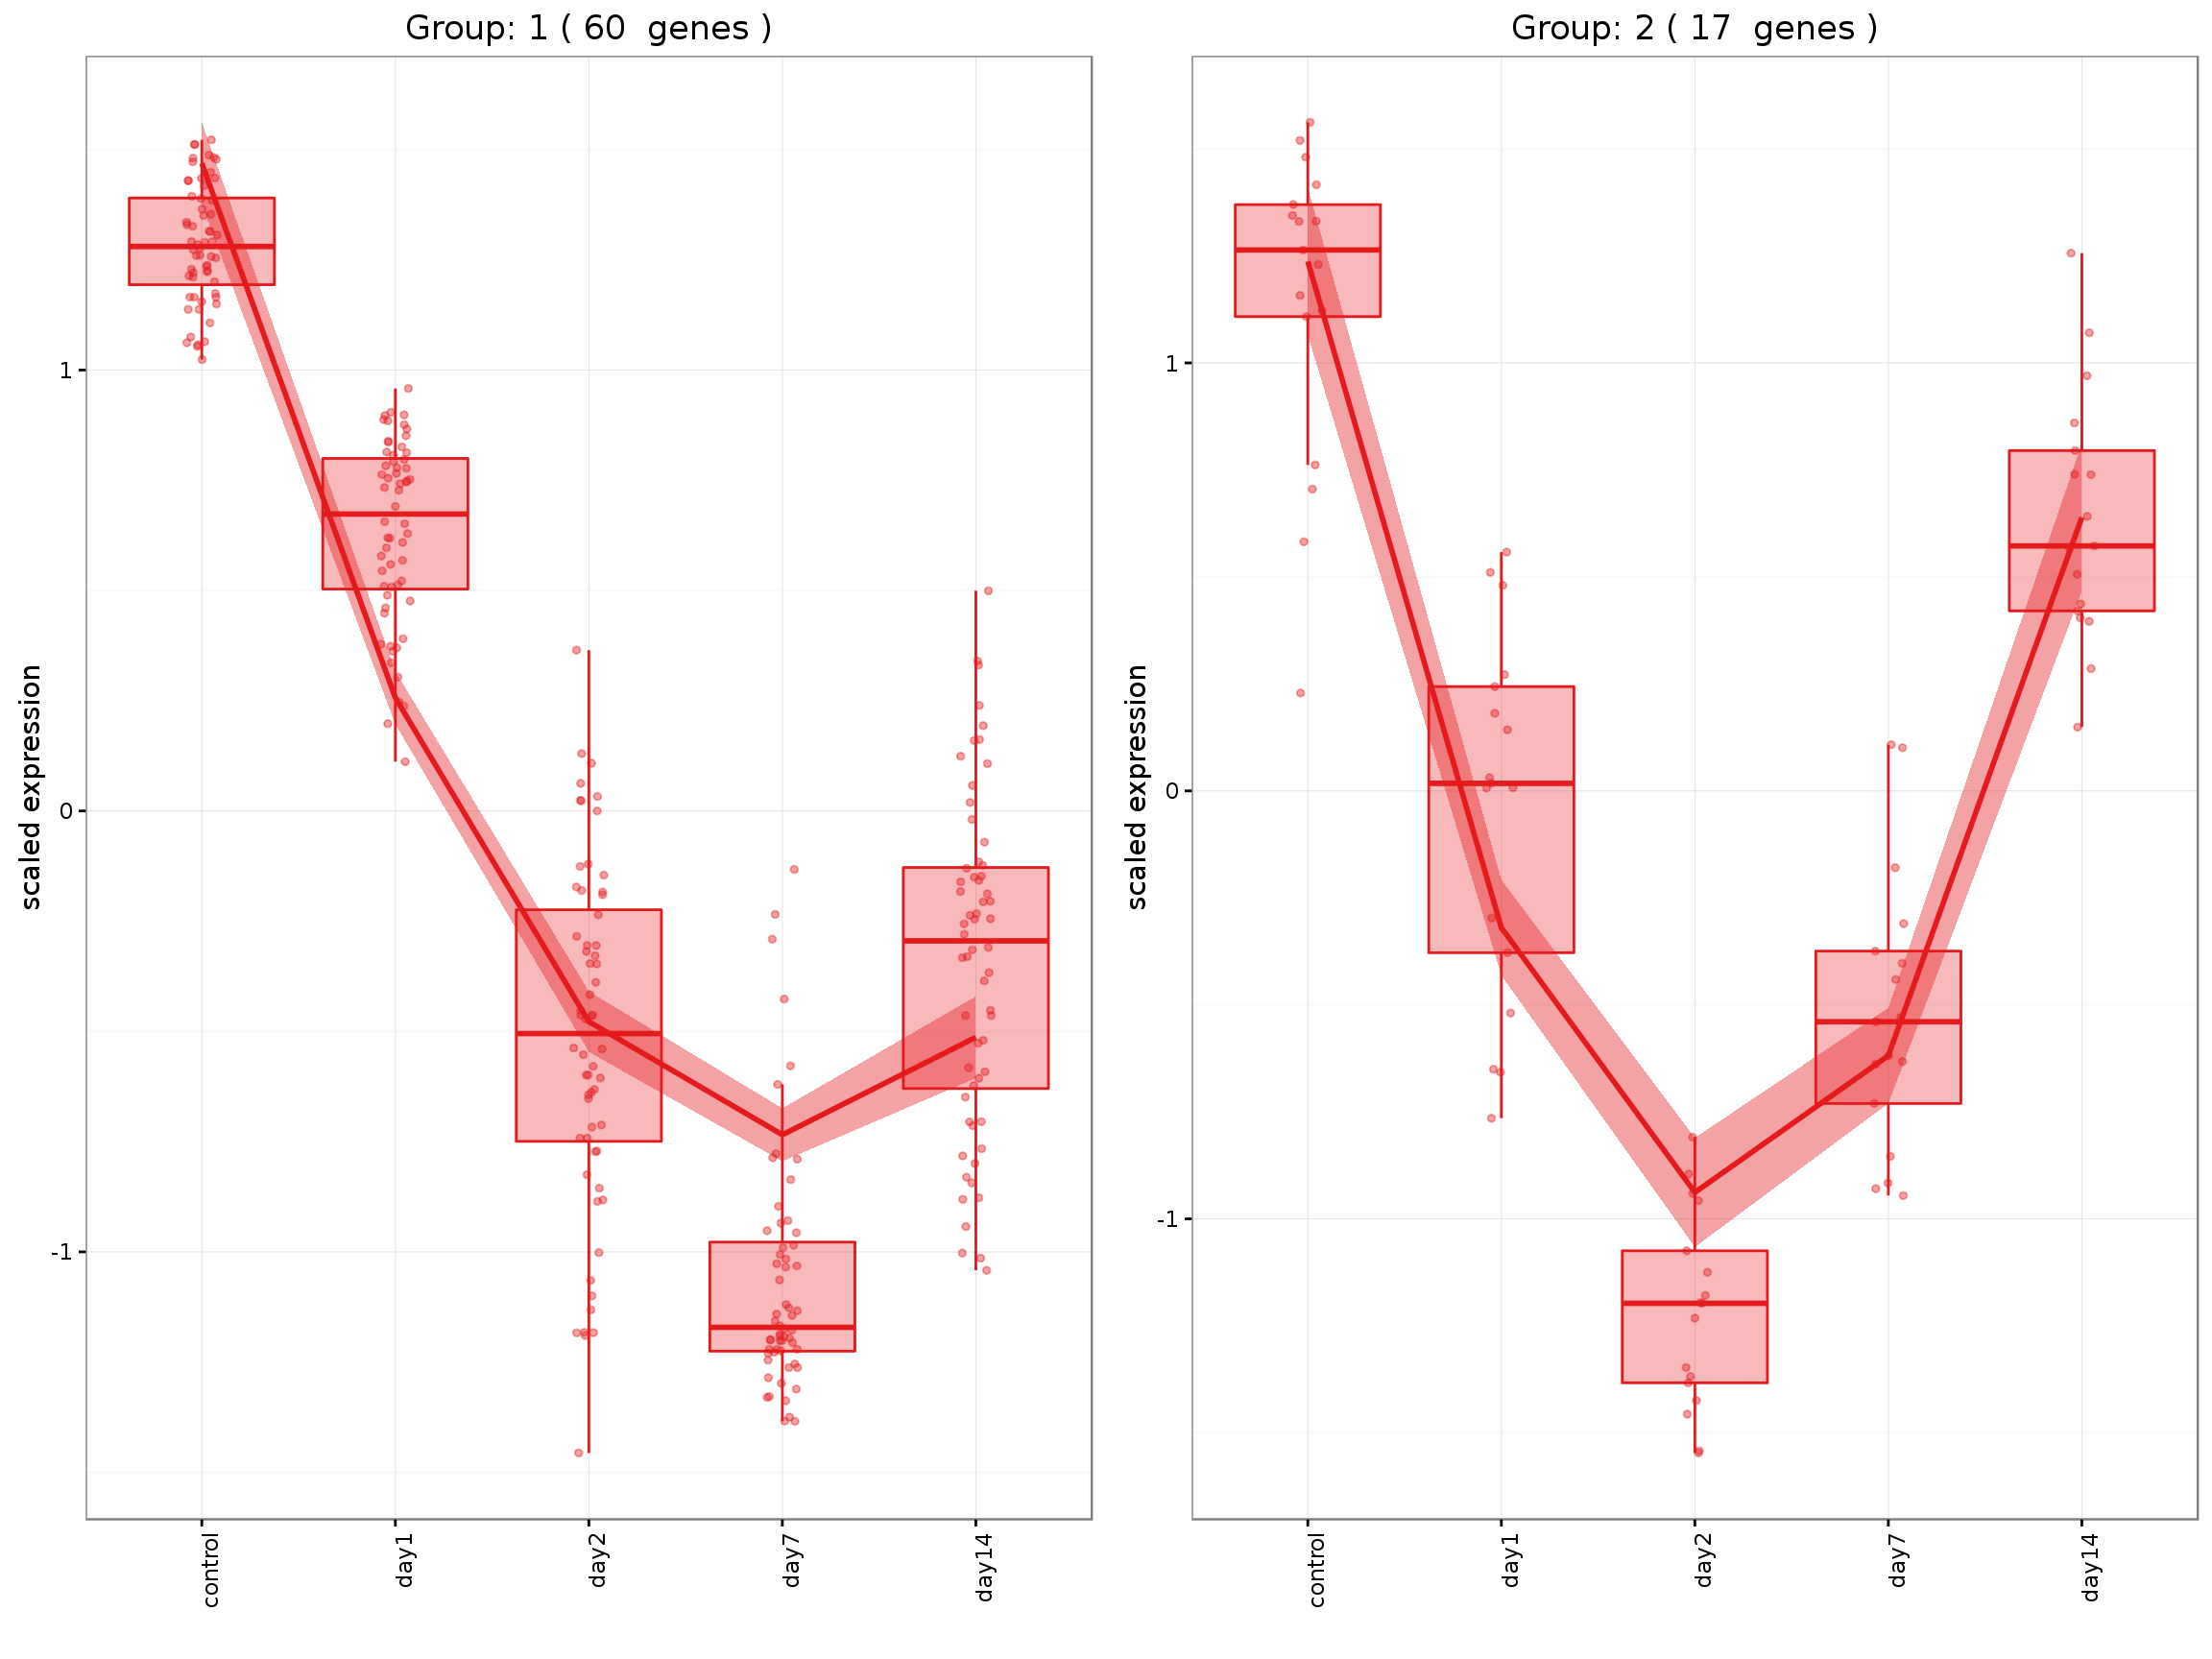 Group: 1 ( 60  genes )
scaled expression
1
0
-1
control
day1
day2
day7
day14
Group: 2 ( 17  genes )
scaled expression
1
0
-1
control
day1
day2
day7
day14